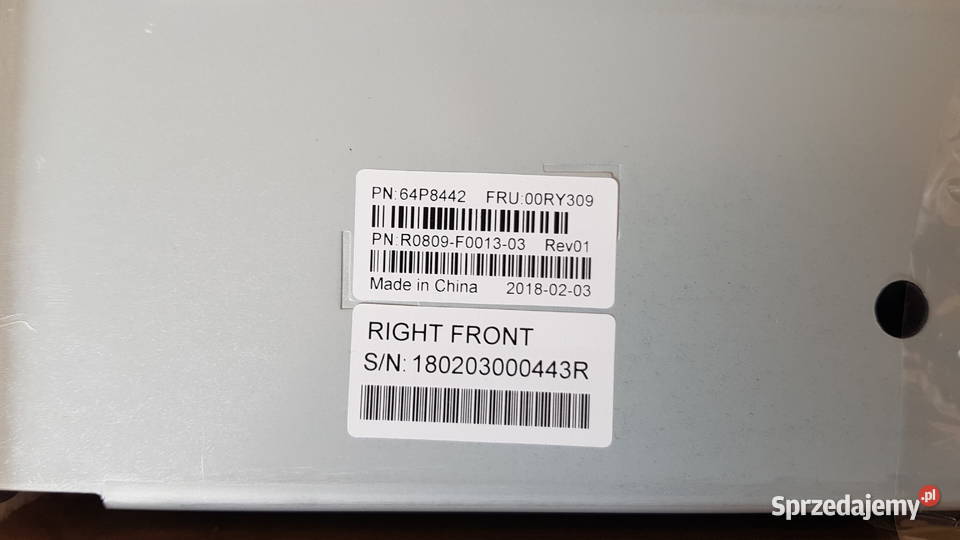 PN:64P8442 FRU:00RY309
PN:R0809-F0013-03 Rev01
Made in China 2018-02-03
RIGHT FRONT
S/N: 180203000443R
Sprzedajemy.pl